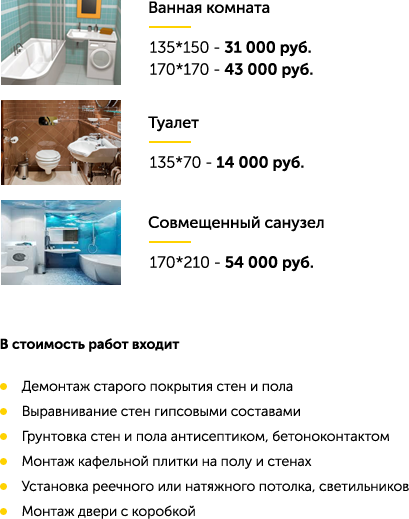 Ванная комната
135*150 - 31 000 руб.
170*170 - 43 000 руб.
Туалет
135*70 - 14 000 руб.
Совмещенный санузел
170*210 - 54 000 руб.
В стоимость работ входит
Демонтаж старого покрытия стен и пола
Выравнивание стен гипсовыми составами
Грунтовка стен и пола антисептиком, бетоноконтактом
Монтаж кафельной плитки на полу и стенах
Установка реечного или натяжного потолка, светильников
Монтаж двери с коробкой